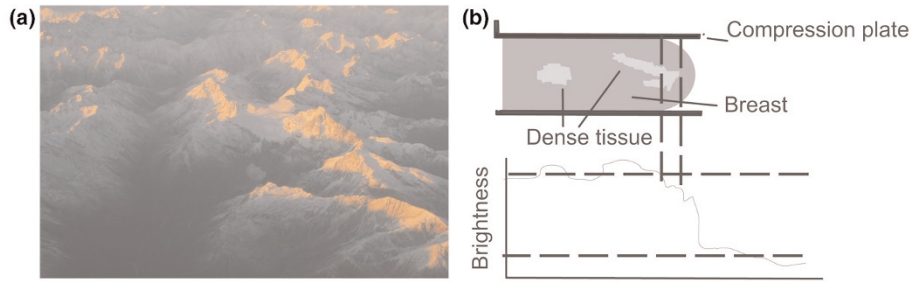 (a)
(b)
Compression plate
Breast
Dense tissue
Brightness